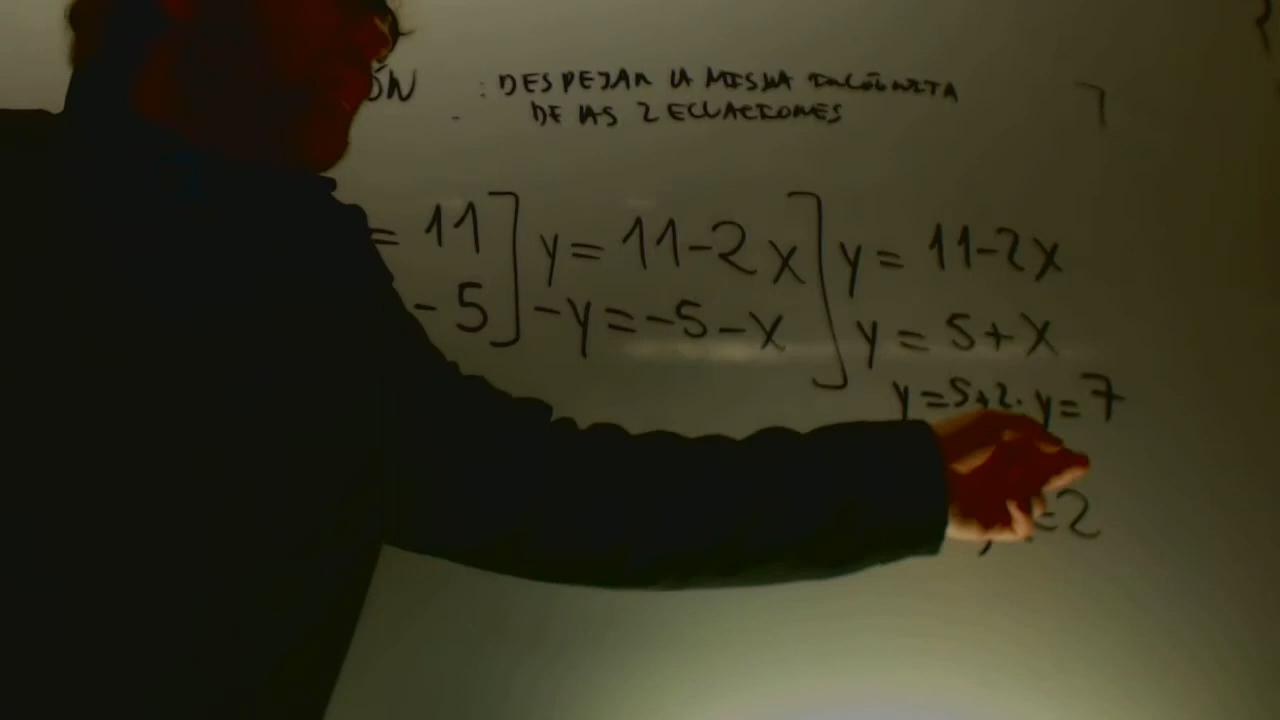 ÓN : DESPEJAR LA MISMA INCÓGNITA
DE LAS 2 ECUACIONES
= 11] y = 11-2x] y = 11-2x
- 5] -y = -5-x] y = 5+x
y=5+2. y=7
=2